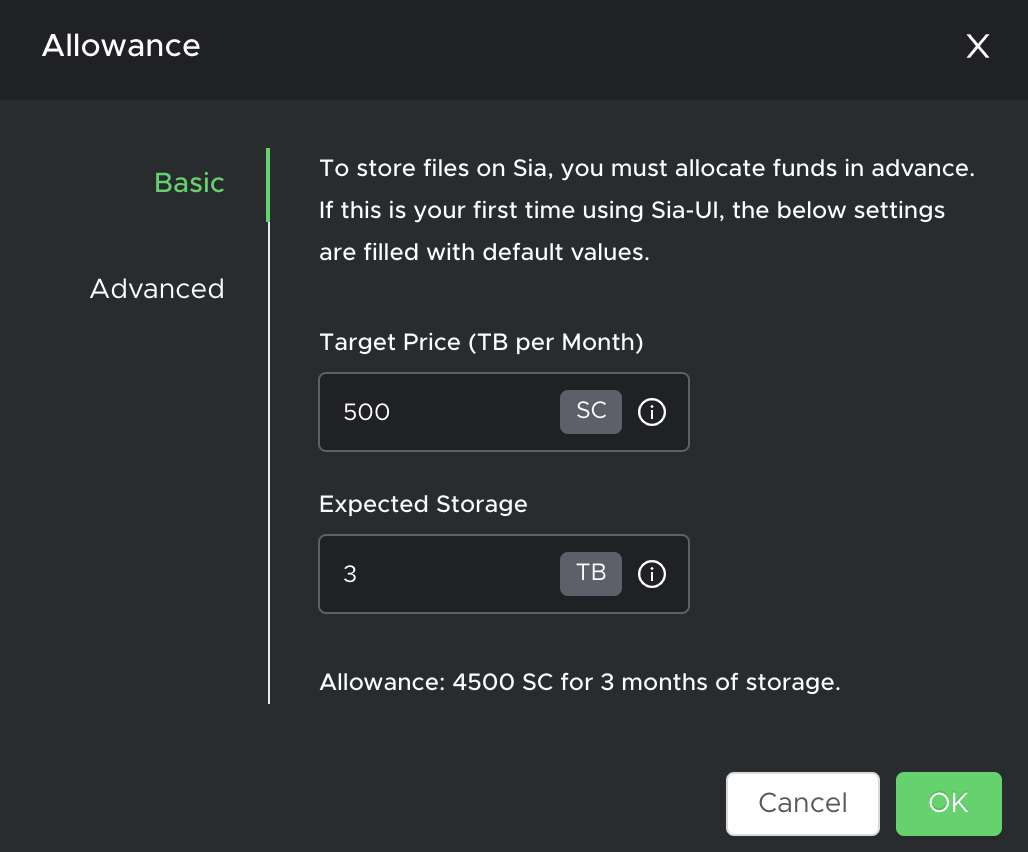 Allowance
X
Basic
Advanced
To store files on Sia, you must allocate funds in advance.
If this is your first time using Sia-UI, the below settings
are filled with default values.
Target Price (TB per Month)
500 SC
Expected Storage
3 TB
Allowance: 4500 SC for 3 months of storage.
Cancel OK